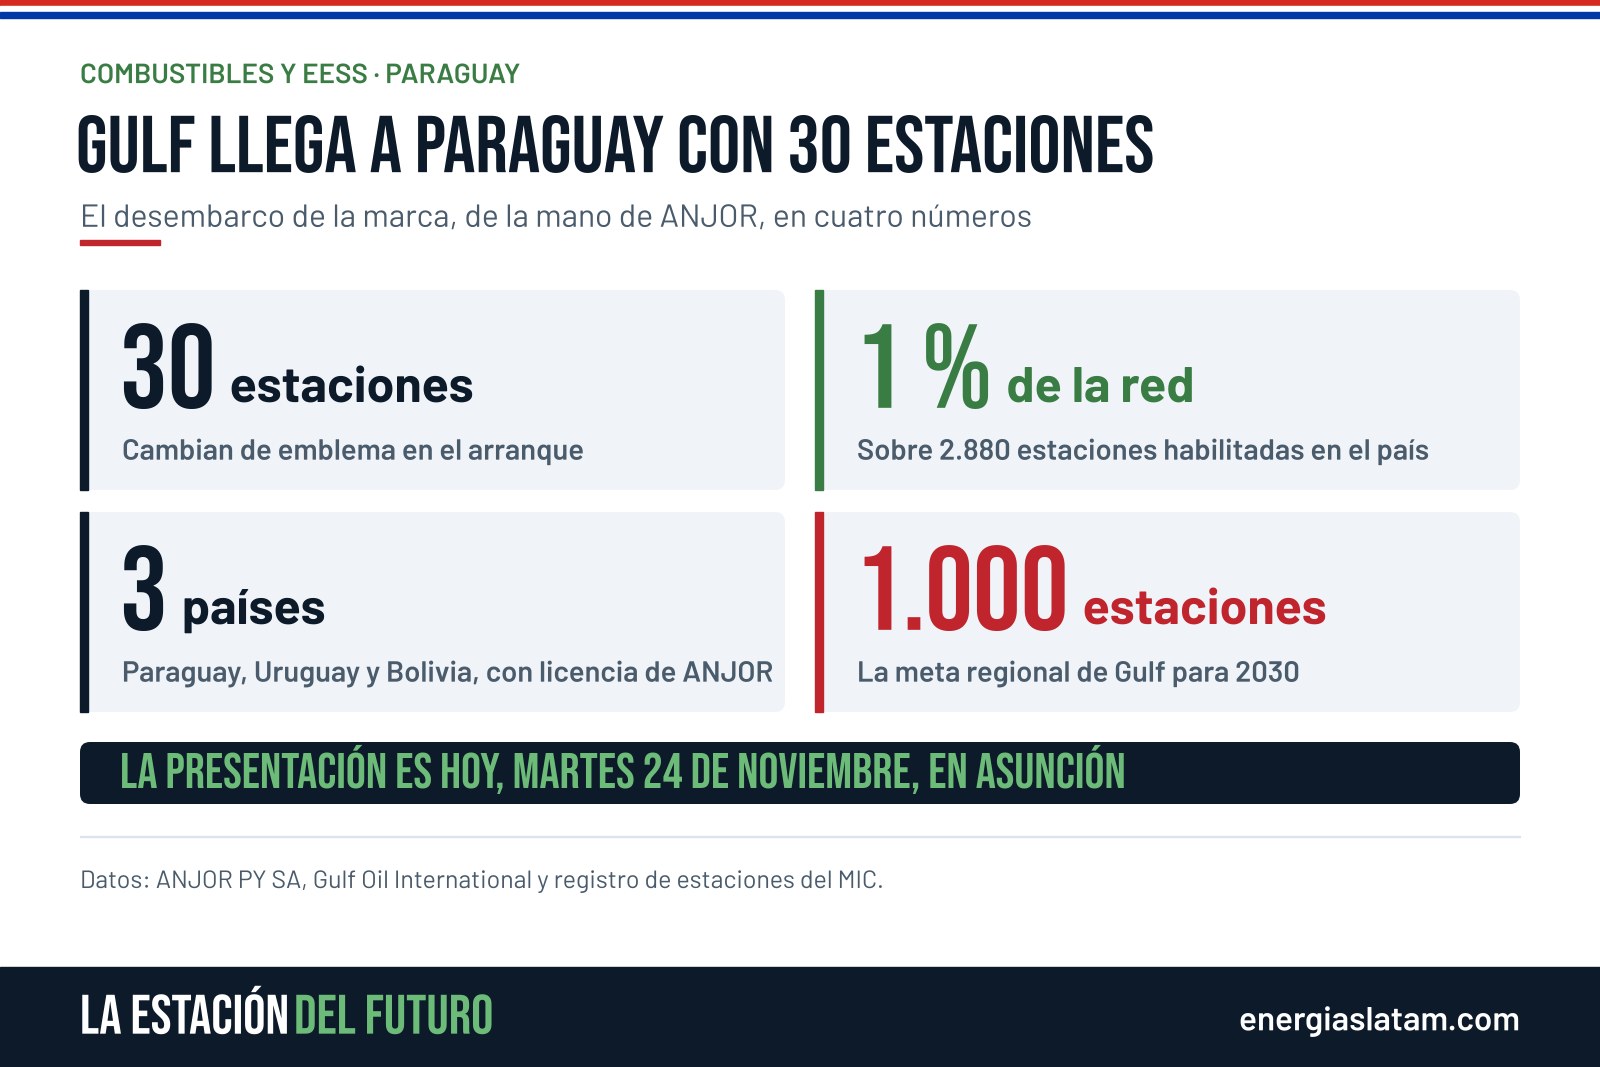 COMBUSTIBLES Y EESS · PARAGUAY
GULF LLEGA A PARAGUAY CON 30 ESTACIONES
El desembarco de la marca, de la mano de ANJOR, en cuatro números
30 estaciones
Cambian de emblema en el arranque
1 % de la red
Sobre 2.880 estaciones habilitadas en el país
3 países
Paraguay, Uruguay y Bolivia, con licencia de ANJOR
1.000 estaciones
La meta regional de Gulf para 2030
LA PRESENTACIÓN ES HOY, MARTES 24 DE NOVIEMBRE, EN ASUNCIÓN
Datos: ANJOR PY SA, Gulf Oil International y registro de estaciones del MIC.
LA ESTACIÓN DEL FUTURO
energiaslatam.com